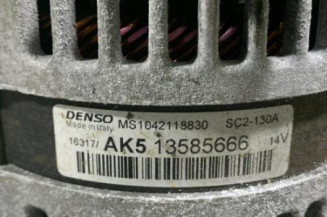 DENSO MS1042118830 SC2-130A
Made in Italy
16317/ AK5 13585666 14V